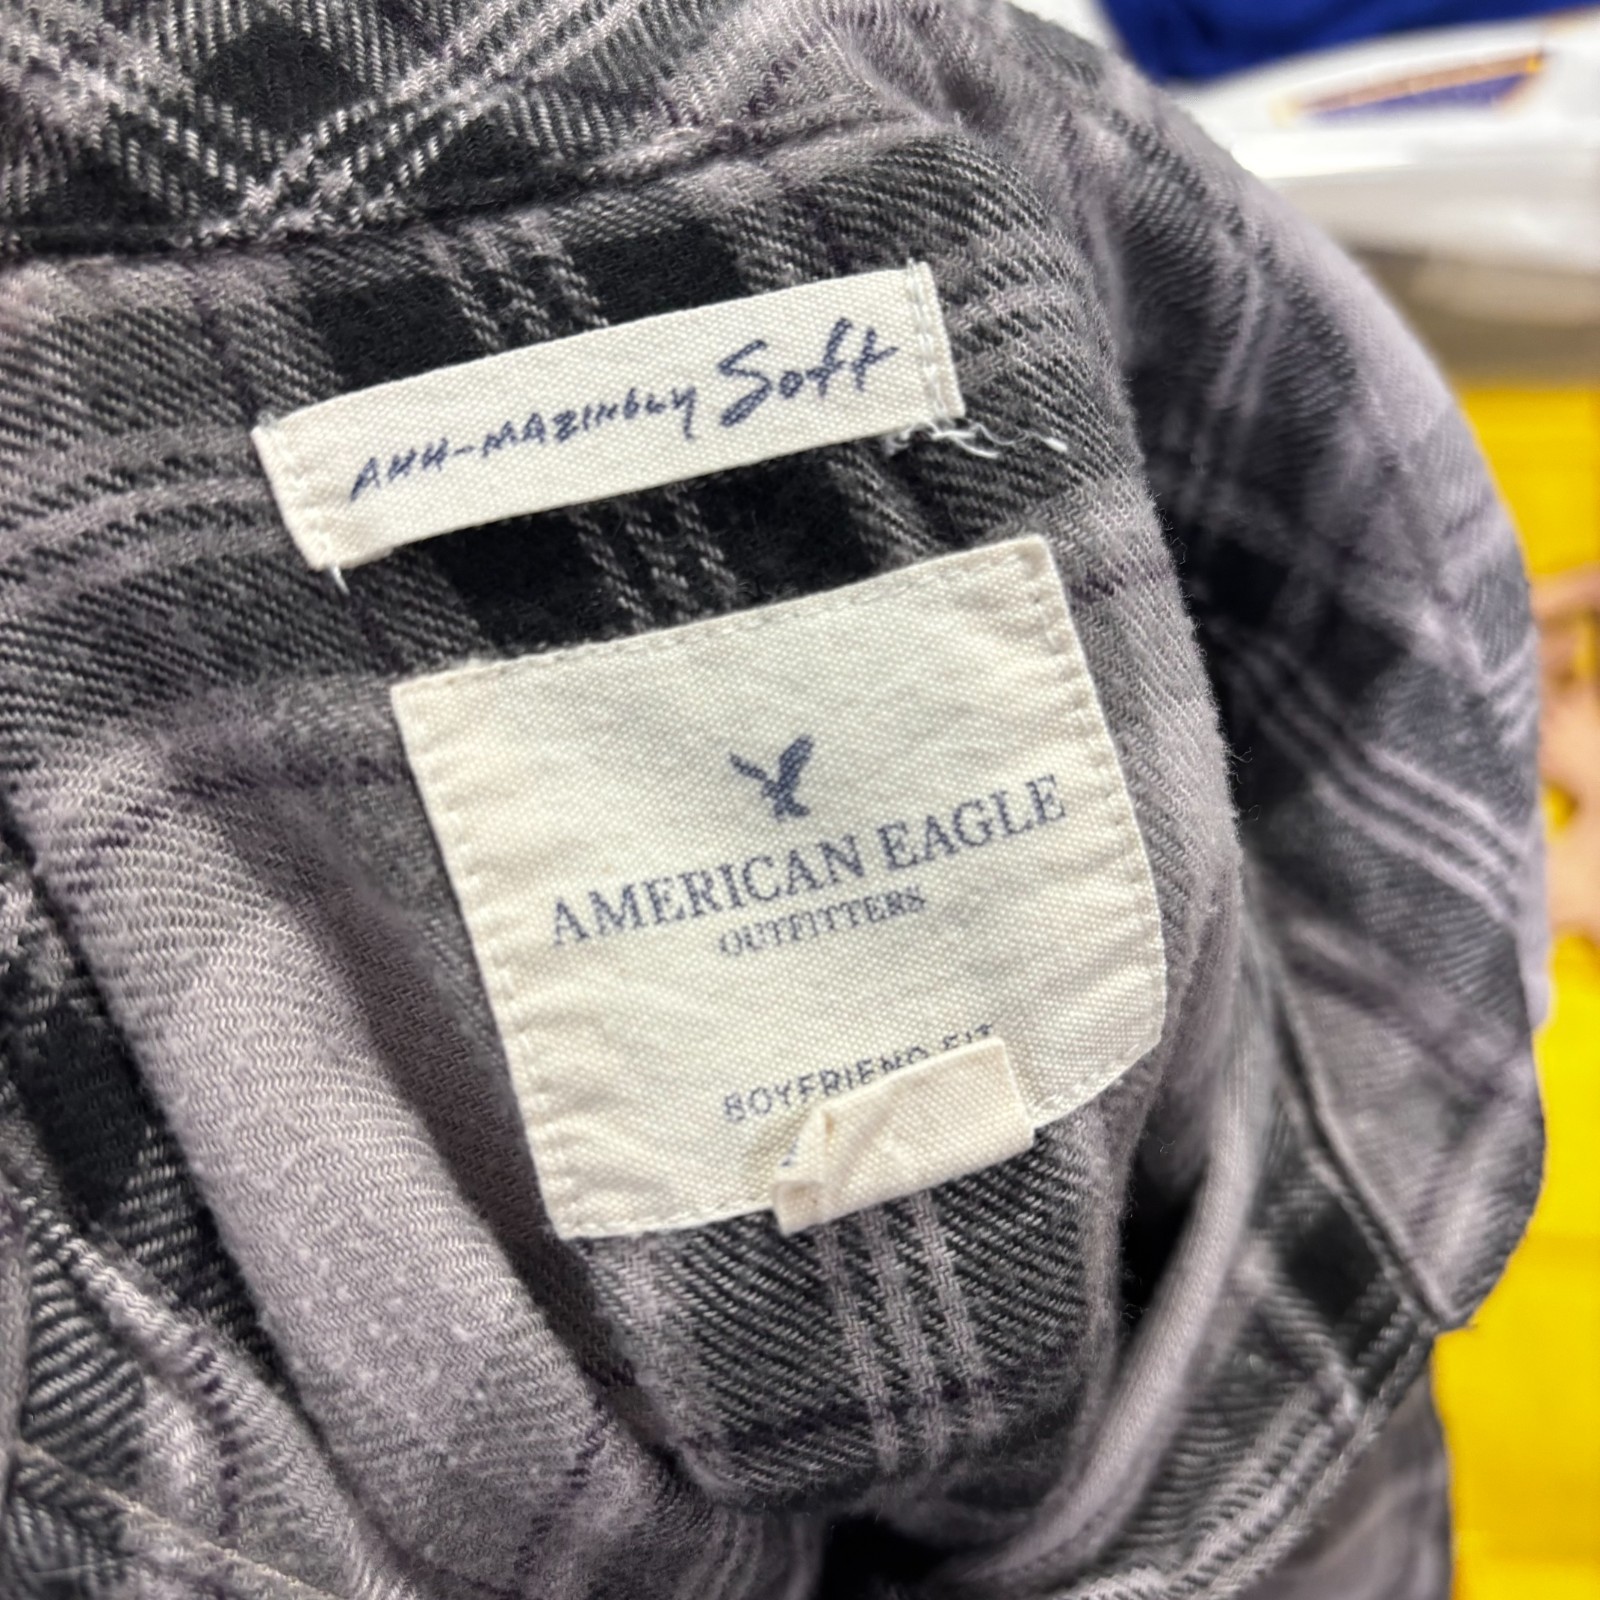 AHH-MAZINGLY Soft
AMERICAN EAGLE
OUTFITTERS
BOYFRIEND FIT